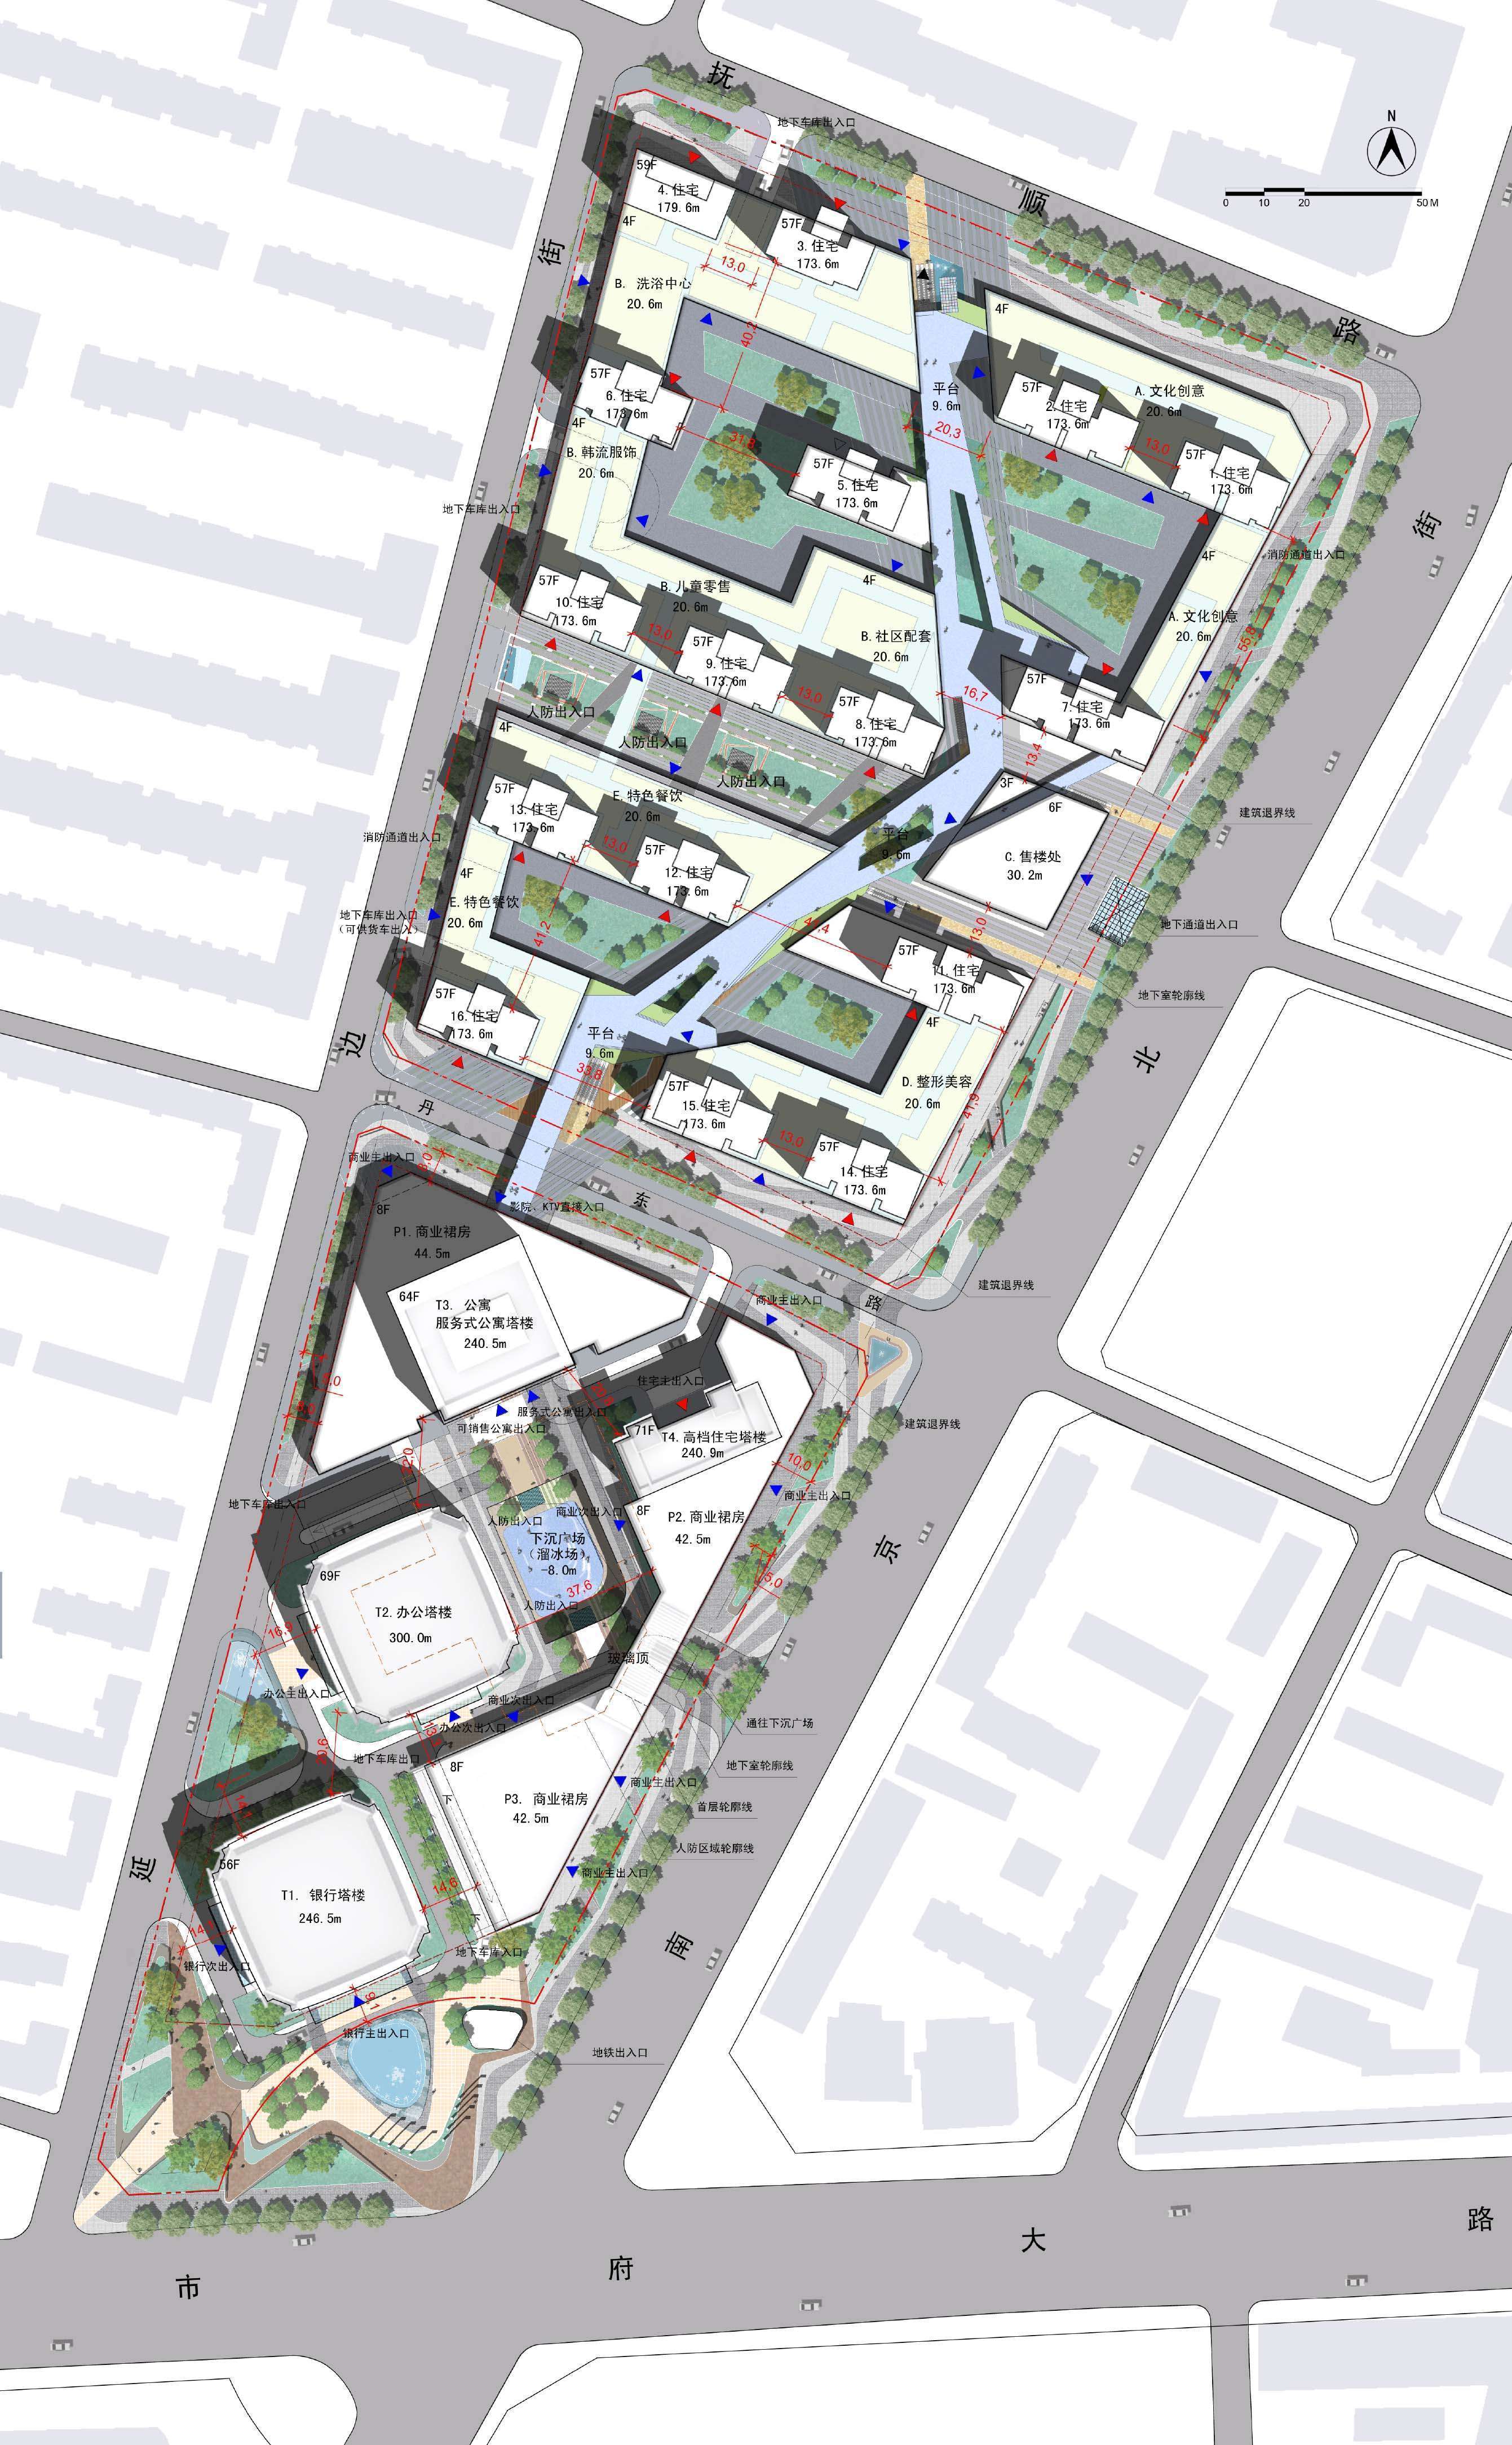 抚
顺
路
N
0 10 20 50M
地下车库出入口
59F
4.住宅
179.6m
4F
57F
3.住宅
173.6m
街
B. 洗浴中心
20.6m
13,0
40,2
4F
A.文化创意
20.6m
平台
9.6m
57F
2.住宅
173.6m
57F
6.住宅
173.6m
4F
20,3
13,0
57F
1.住宅
173.6m
B.韩流服饰
20.6m
57F
5.住宅
173.6m
街
地下车库出入口
4F
消防通道出入口
4F
57F
10.住宅
173.6m
B.儿童零售
20.6m
A.文化创意
20.6m
B.社区配套
20.6m
13,0
57F
9.住宅
173.6m
55,8
13,0
57F
8.住宅
173.6m
16,7
57F
7.住宅
173.6m
人防出入口
人防出入口
人防出入口
4F
13,4
3F
6F
57F
13.住宅
173.6m
E.特色餐饮
20.6m
建筑退界线
消防通道出入口
平台
9.6m
C.售楼处
30.2m
13,0
57F
12.住宅
173.6m
4F
E.特色餐饮
20.6m
地下车库出入口
（可供货车出入）
41,2
13,0
地下通道出入口
57F
11.住宅
173.6m
57F
16.住宅
173.6m
地下室轮廓线
4F
边
平台
9.6m
北
33,8
57F
15.住宅
173.6m
D.整形美容
20.6m
41,9
丹
13,0
57F
14.住宅
173.6m
商业主出入口
东
影院、KTV直接入口
8F
P1.商业裙房
44.5m
建筑退界线
64F
T3. 公寓
服务式公寓塔楼
240.5m
商业主出入口
路
住宅主出入口
服务式公寓出入口
可销售公寓出入口
71F
T4.高档住宅塔楼
240.9m
建筑退界线
10,0
地下车库出入口
商业主出入口
人防出入口
商业次出入口
8F
P2.商业裙房
42.5m
下沉广场
（溜冰场）
-8.0m
37,6
京
5,0
69F
T2.办公塔楼
300.0m
人防出入口
16,9
玻璃顶
办公主出入口
商业次出入口
办公次出入口
通往下沉广场
地下车库出口
地下室轮廓线
8F
下
商业主出入口
P3. 商业裙房
42.5m
首层轮廓线
人防区域轮廓线
延
56F
商业主出入口
T1. 银行塔楼
246.5m
14,6
下
银行次出入口
地下车库入口
南
9,1
银行主出入口
地铁出入口
市
府
大
路